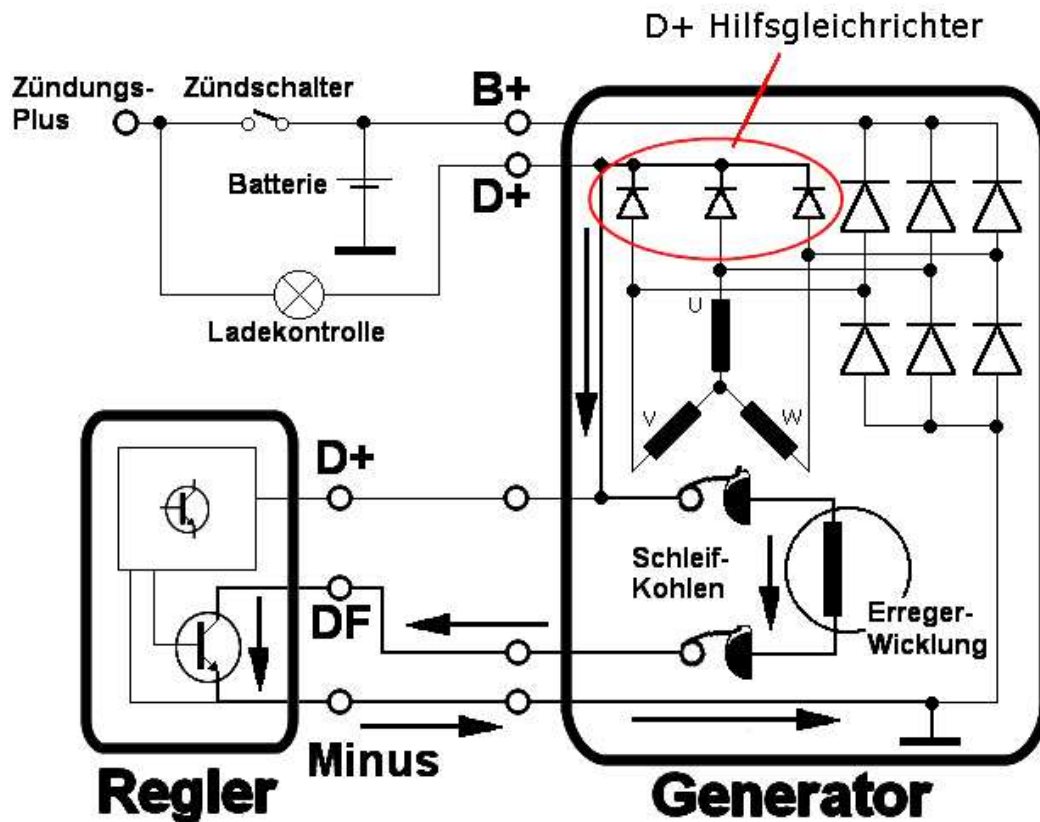 D+ Hilfsgleichrichter
Zündungs-
Plus
Zündschalter
B+
Batterie
D+
Ladekontrolle
U
V
W
D+
Schleif-
Kohlen
DF
Erreger-
Wicklung
Minus
Regler
Generator